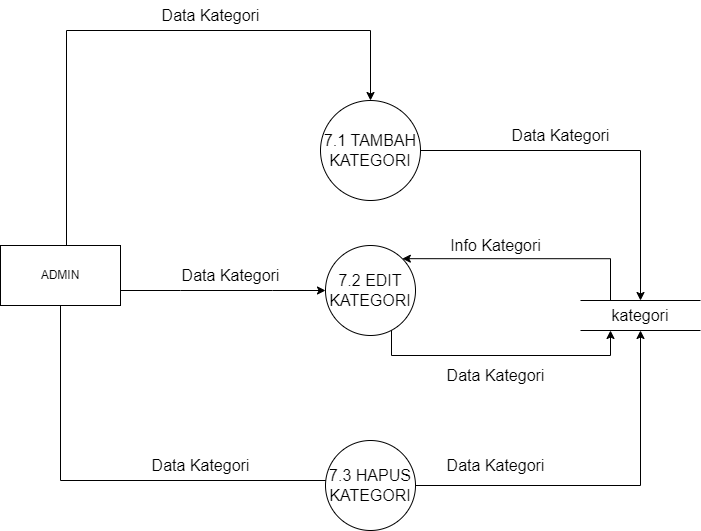 Data Kategori
7.1 TAMBAH
KATEGORI
Data Kategori
Info Kategori
ADMIN
Data Kategori
7.2 EDIT
KATEGORI
kategori
Data Kategori
Data Kategori
7.3 HAPUS
KATEGORI
Data Kategori